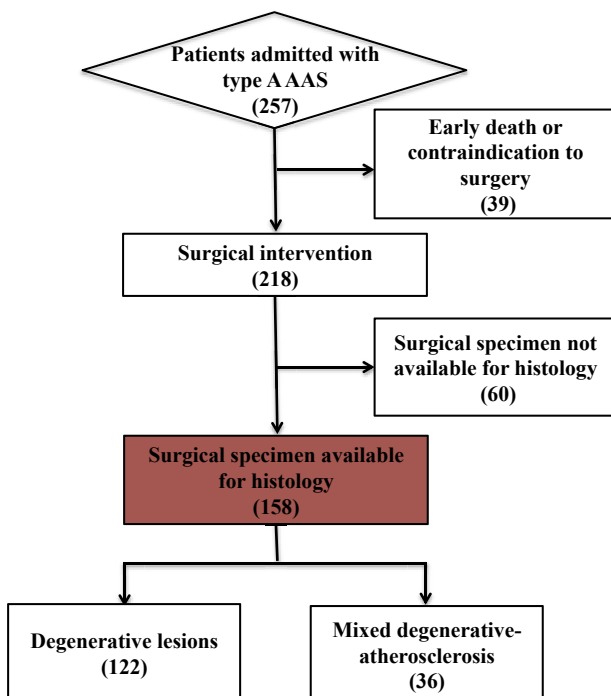 Patients admitted with
type A AAS
(257)
Early death or
contraindication to
surgery
(39)
Surgical intervention
(218)
Surgical specimen not
available for histology
(60)
Surgical specimen available
for histology
(158)
Degenerative lesions
(122)
Mixed degenerative-
atherosclerosis
(36)